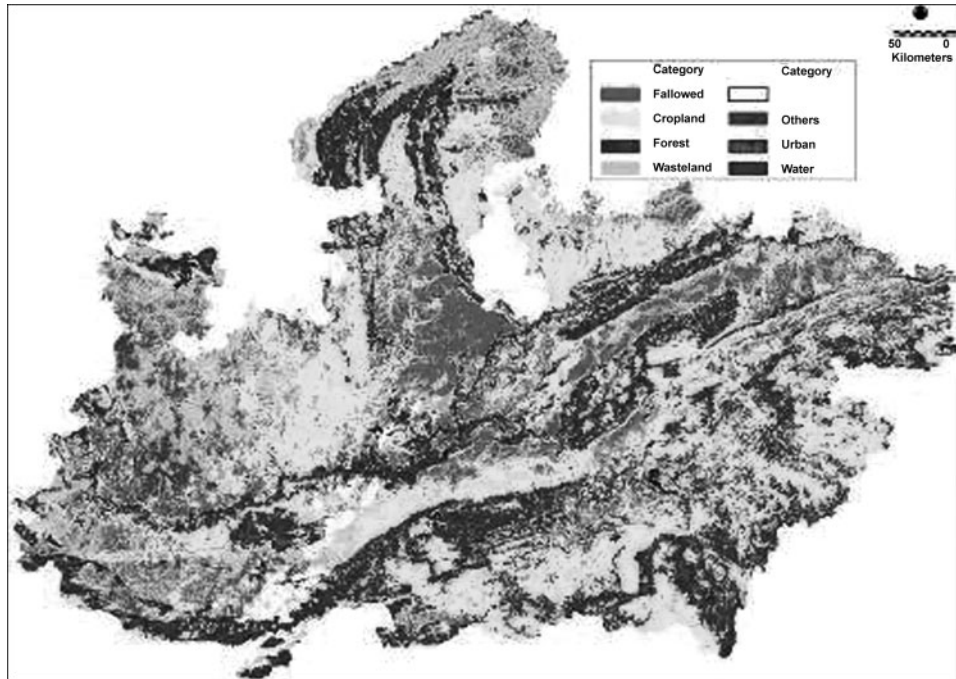 50 0
Kilometers
Category Category
Fallowed
Cropland Others
Forest Urban
Wasteland Water